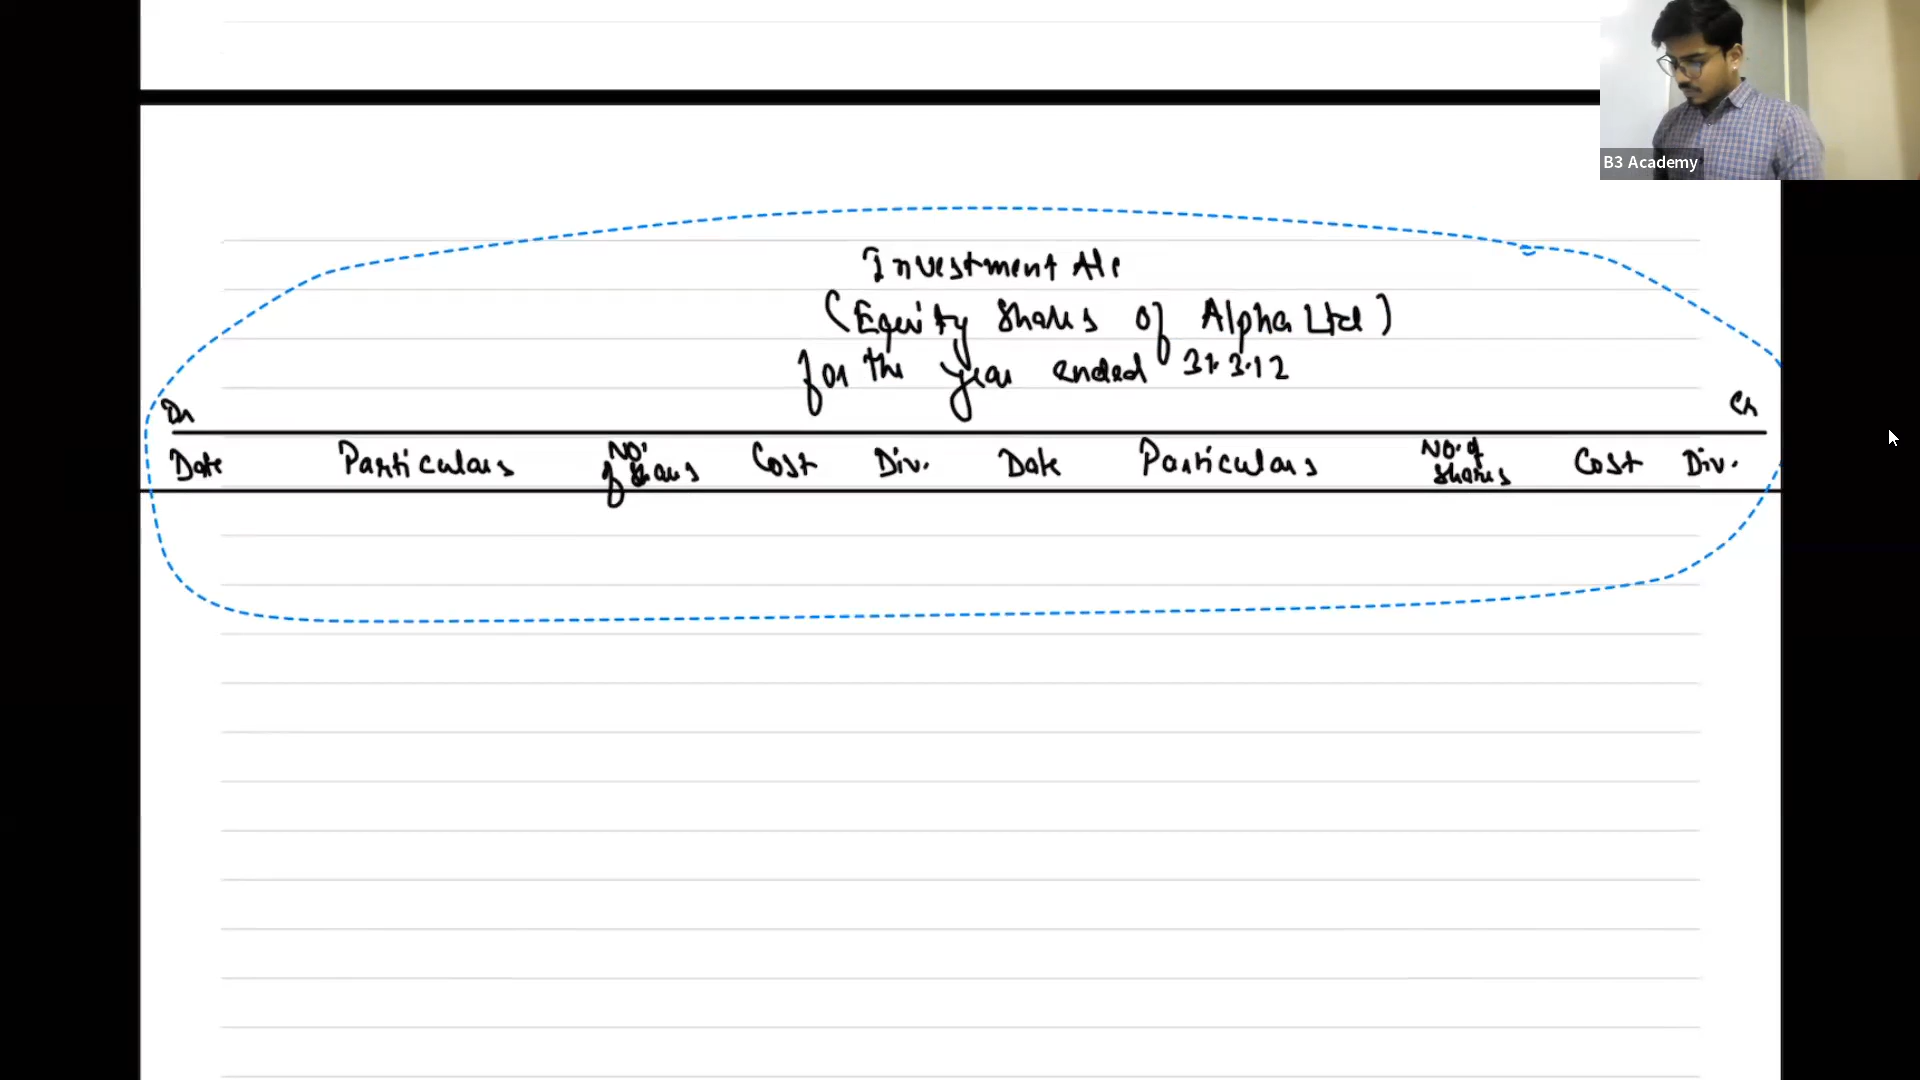 B3 Academy
Investment A/c
(Equity Shares of Alpha Ltd)
for the year ended 31.3.12
Dr Cr
Date Particulars No. of Shares Cost Div. Date Particulars No. of Shares Cost Div.